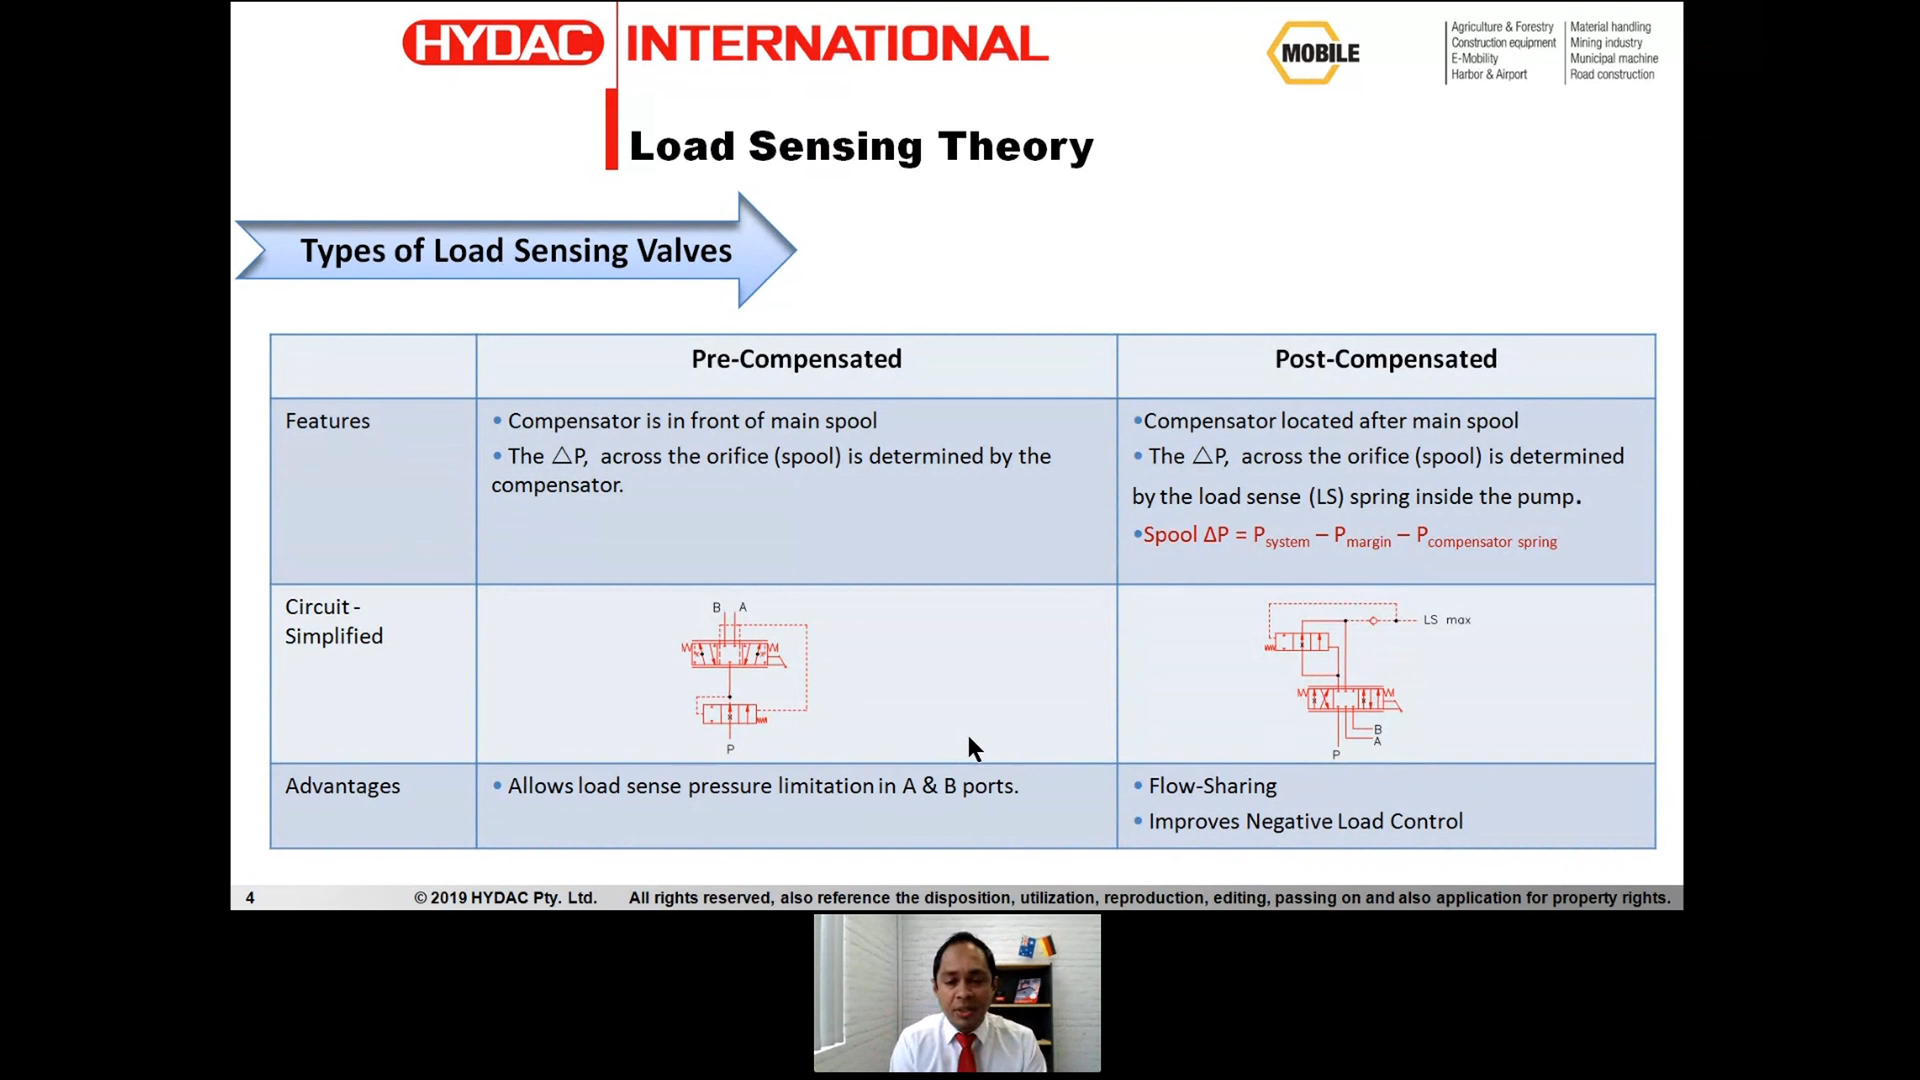 HYDAC INTERNATIONAL
MOBILE
Agriculture & Forestry
Construction equipment
E-Mobility
Harbor & Airport
Material handling
Mining industry
Municipal machine
Road construction
Load Sensing Theory
Types of Load Sensing Valves
Pre-Compensated
Post-Compensated
Features
• Compensator is in front of main spool
• The △P, across the orifice (spool) is determined by the
compensator.
•Compensator located after main spool
• The △P, across the orifice (spool) is determined
by the load sense (LS) spring inside the pump.
•Spool ΔP = Psystem – Pmargin – Pcompensator spring
Circuit -
Simplified
B A
P
LS max
B
A
P
Advantages
• Allows load sense pressure limitation in A & B ports.
• Flow-Sharing
• Improves Negative Load Control
4
© 2019 HYDAC Pty. Ltd. All rights reserved, also reference the disposition, utilization, reproduction, editing, passing on and also application for property rights.